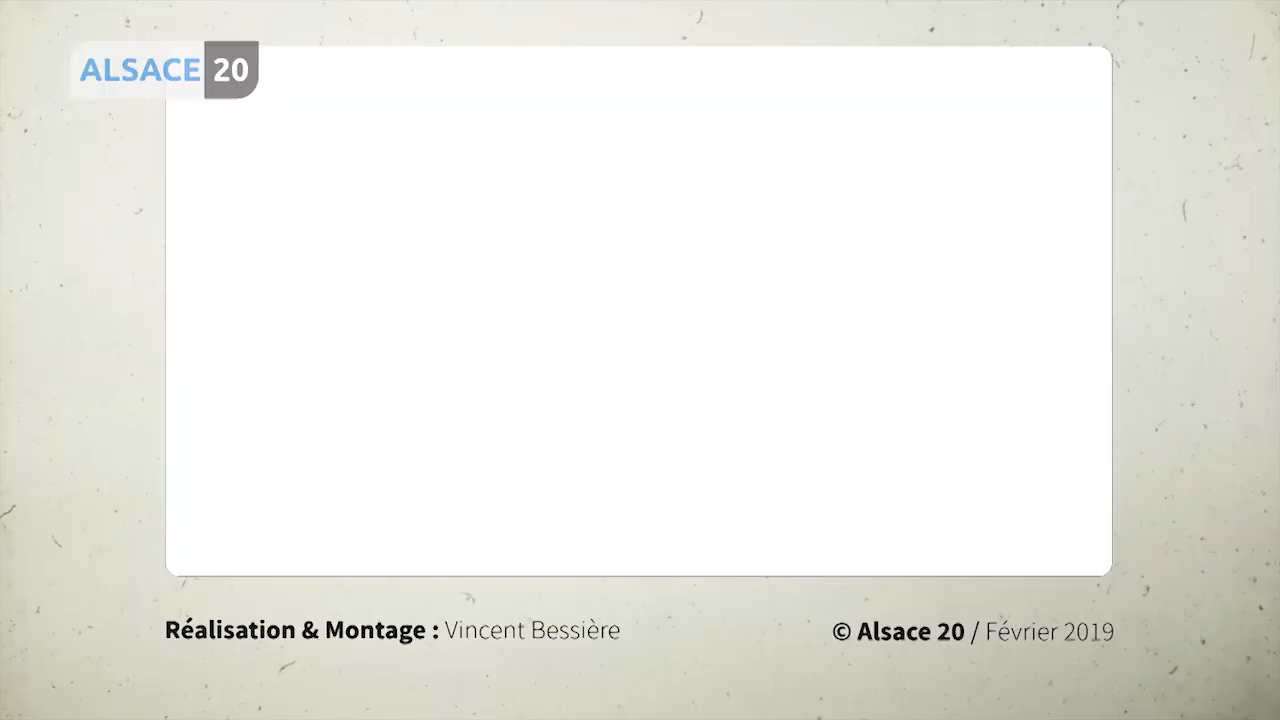 ALSACE 20
Réalisation & Montage : Vincent Bessière
© Alsace 20 / Février 2019